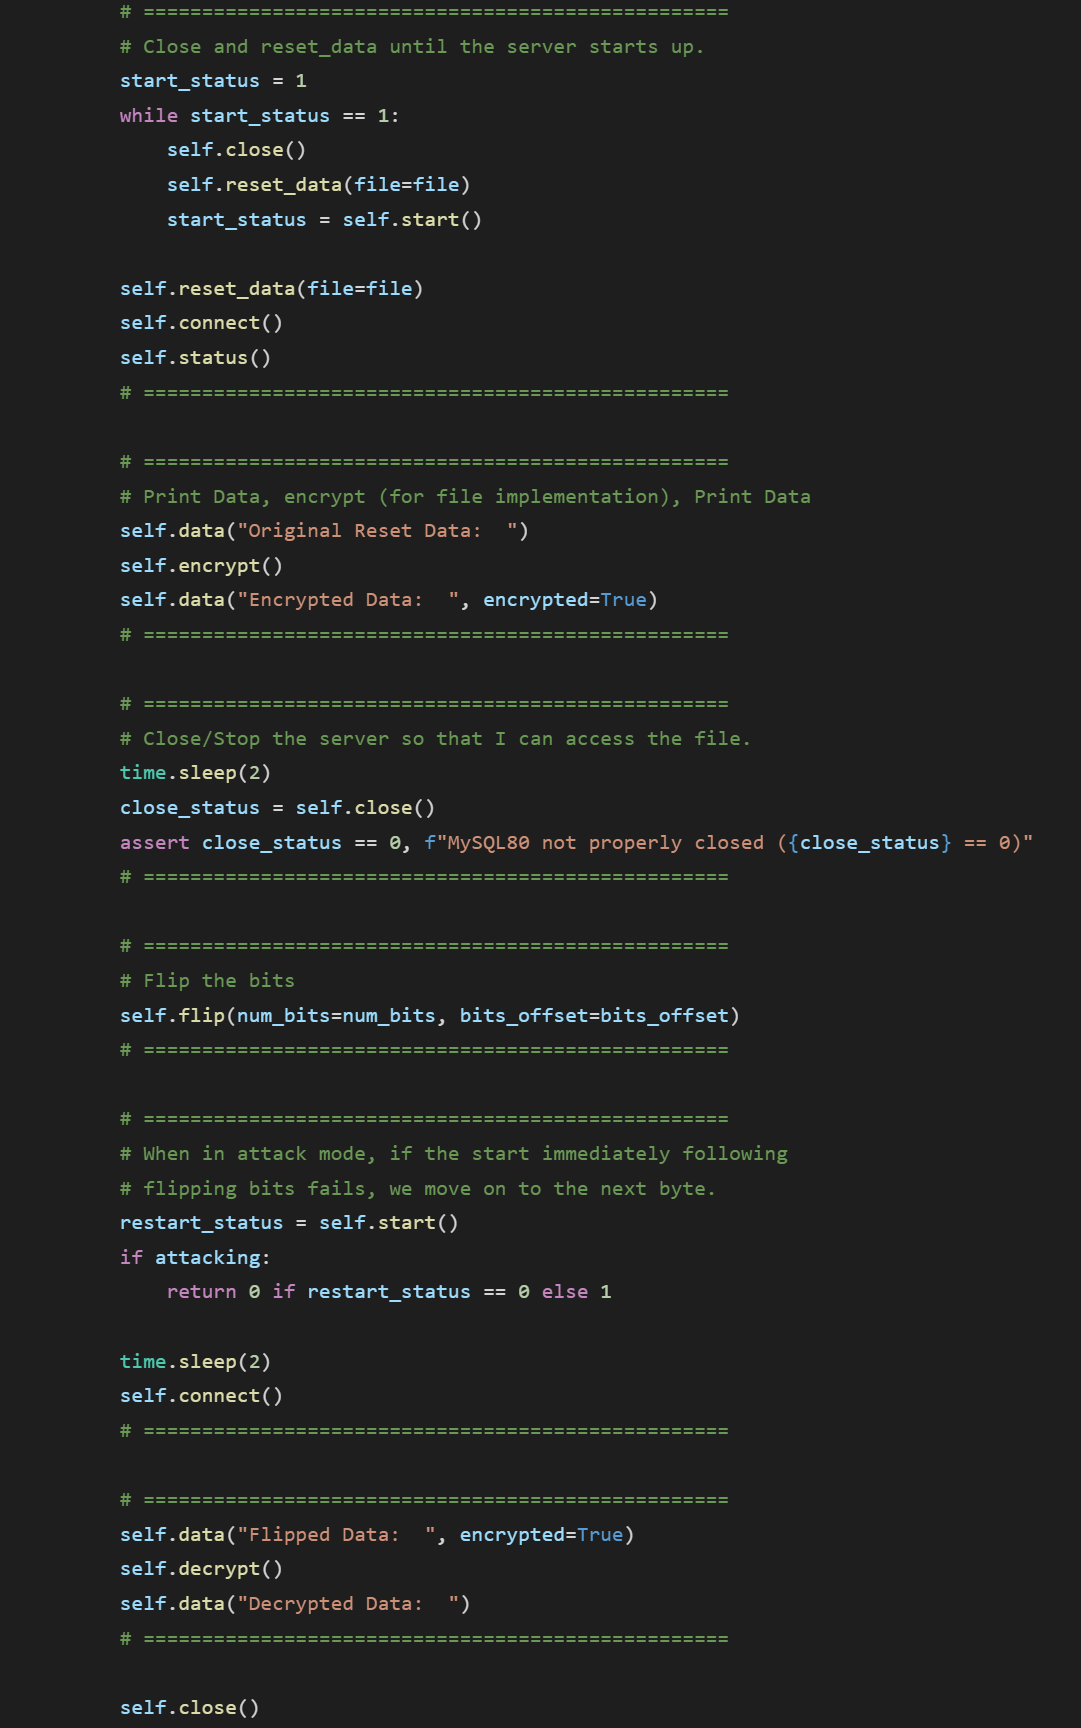 # ==================================================
# Close and reset_data until the server starts up.
start_status = 1
while start_status == 1:
    self.close()
    self.reset_data(file=file)
    start_status = self.start()

self.reset_data(file=file)
self.connect()
self.status()
# ==================================================

# ==================================================
# Print Data, encrypt (for file implementation), Print Data
self.data("Original Reset Data:  ")
self.encrypt()
self.data("Encrypted Data:  ", encrypted=True)
# ==================================================

# ==================================================
# Close/Stop the server so that I can access the file.
time.sleep(2)
close_status = self.close()
assert close_status == 0, f"MySQL80 not properly closed ({close_status} == 0)"
# ==================================================

# ==================================================
# Flip the bits
self.flip(num_bits=num_bits, bits_offset=bits_offset)
# ==================================================

# ==================================================
# When in attack mode, if the start immediately following
# flipping bits fails, we move on to the next byte.
restart_status = self.start()
if attacking:
    return 0 if restart_status == 0 else 1

time.sleep(2)
self.connect()
# ==================================================

# ==================================================
self.data("Flipped Data:  ", encrypted=True)
self.decrypt()
self.data("Decrypted Data:  ")
# ==================================================

self.close()